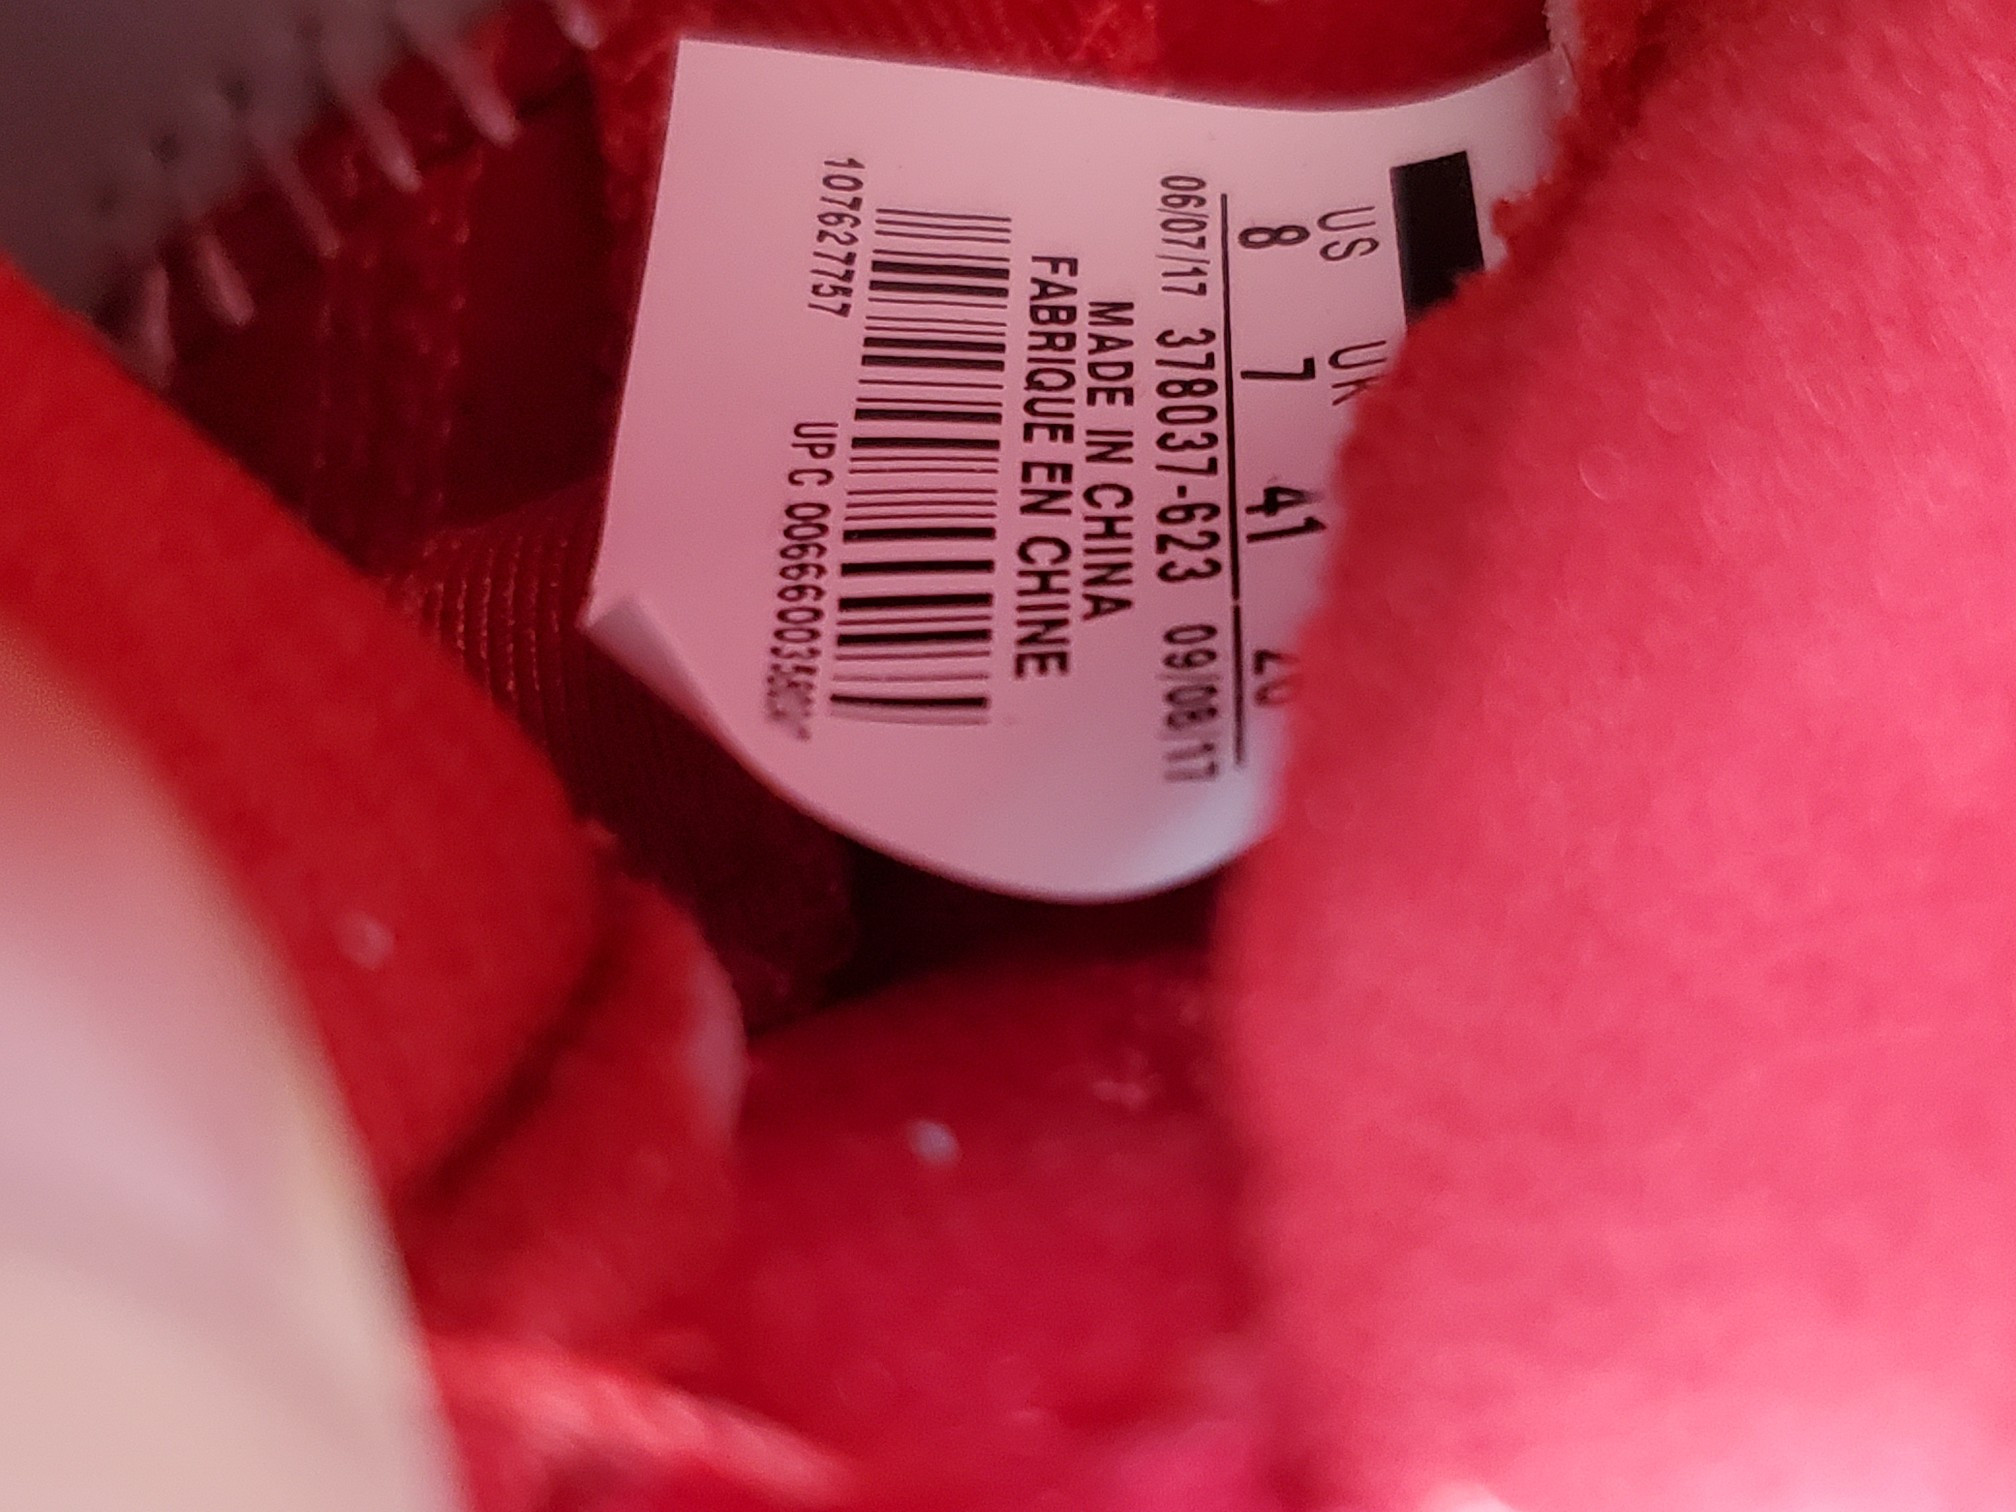 US UK
8 7 41
06/07/17 378037-623 09/08/17
MADE IN CHINA
FABRIQUE EN CHINE
107627757
UPC